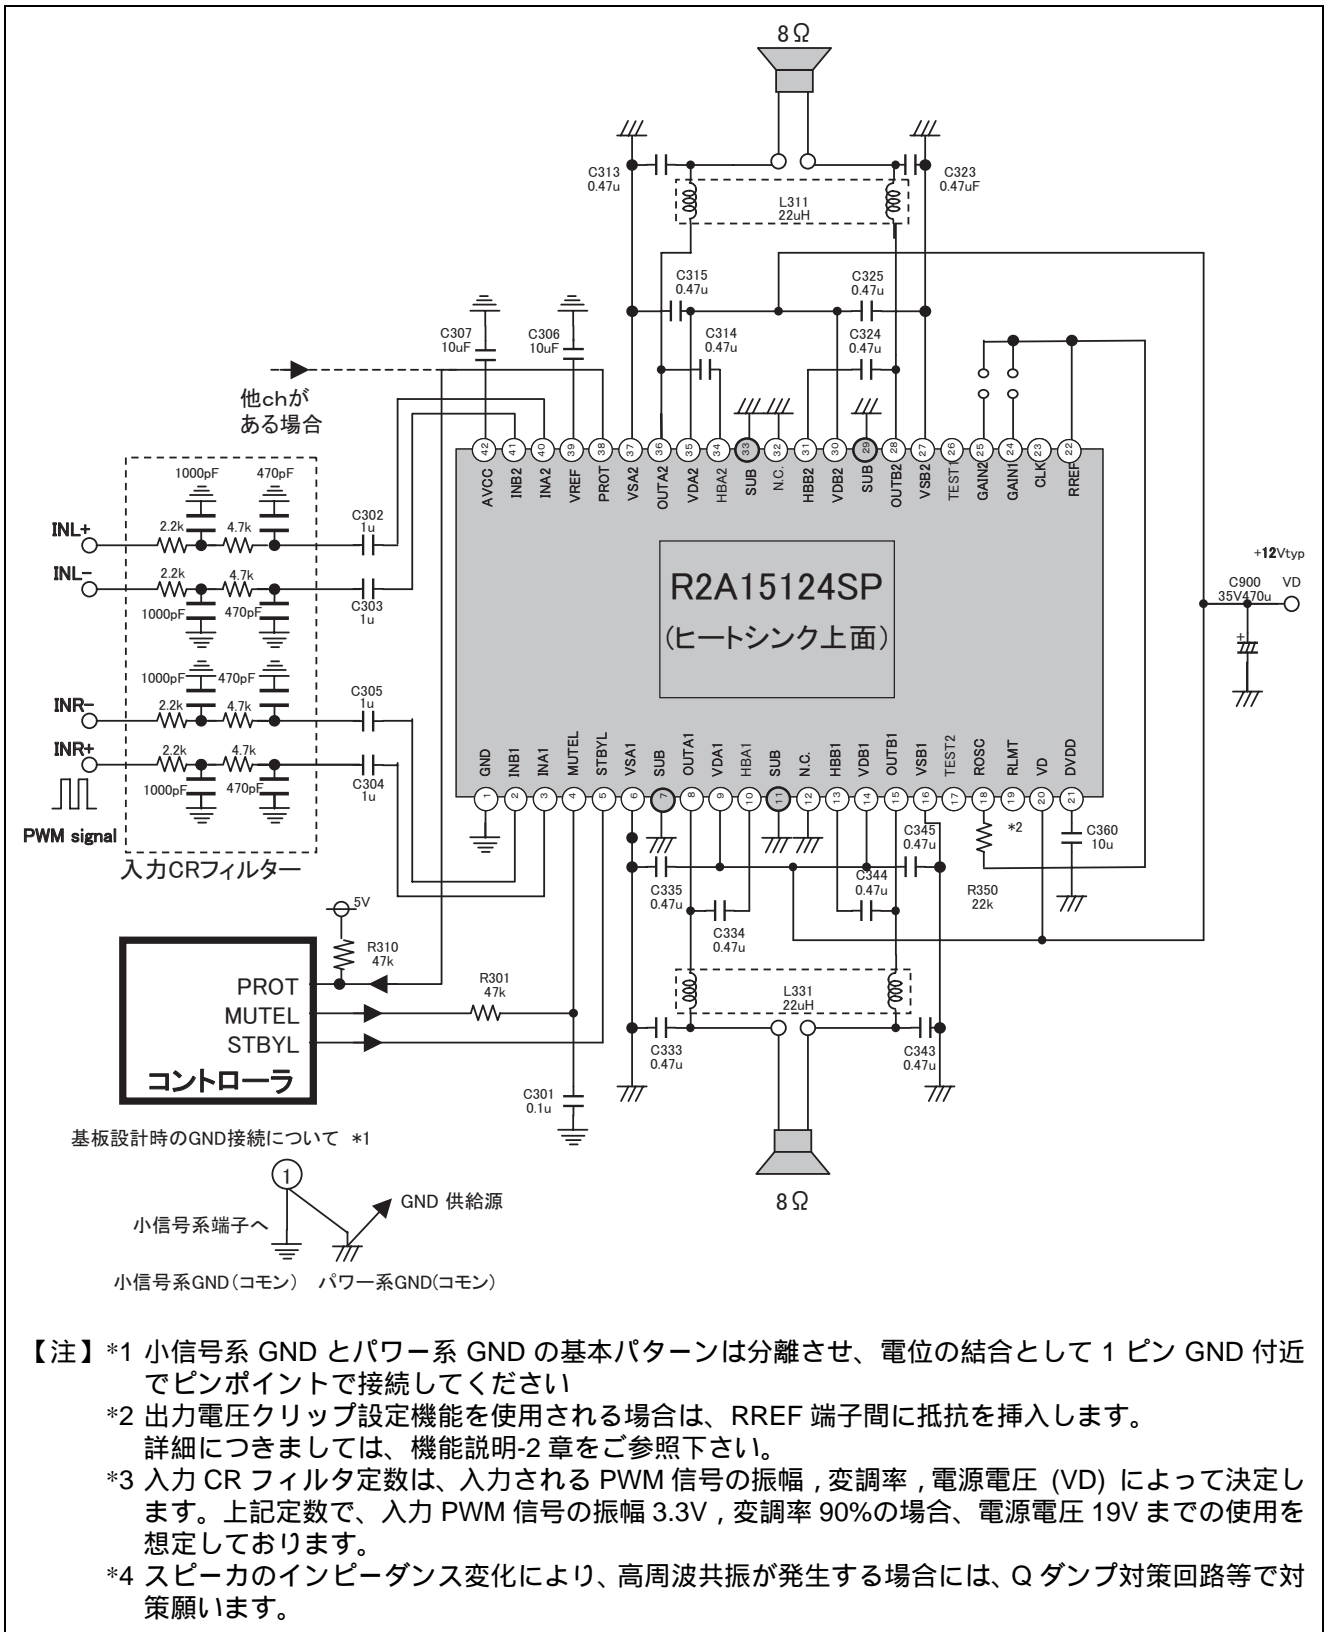 8Ω
C313
0.47u
C323
0.47uF
L311
22uH
C315
0.47u
C325
0.47u
C307
10uF
C306
10uF
C314
0.47u
C324
0.47u
他chが
ある場合
42 41 40 39 38 37 36 35 34 33 32 31 30 29 28 27 26 25 24 23 22
AVCC
INB2
INA2
VREF
PROT
VSA2
OUTA2
VDA2
HBA2
SUB
N.C.
HBB2
VDB2
SUB
OUTB2
VSB2
TEST1
GAIN2
GAIN1
CLK
RREF
1000pF 470pF
INL+
2.2k 4.7k
C302
1u
INL-
2.2k 4.7k
1000pF 470pF
C303
1u
1000pF 470pF
INR-
2.2k 4.7k
C305
1u
INR+
2.2k 4.7k
1000pF 470pF
C304
1u
PWM signal
入力CRフィルター
R2A15124SP
(ヒートシンク上面)
+12Vtyp
C900
35V470u
VD
+
GND
INB1
INA1
MUTEL
STBYL
VSA1
SUB
OUTA1
VDA1
HBA1
SUB
N.C.
HBB1
VDB1
OUTB1
VSB1
TEST2
ROSC
RLMT
VD
DVDD
1 2 3 4 5 6 7 8 9 10 11 12 13 14 15 16 17 18 19 20 21
*2
C345
0.47u
C360
10u
C335
0.47u
C344
0.47u
R350
22k
C334
0.47u
5V
R310
47k
PROT
MUTEL
STBYL
コントローラ
R301
47k
L331
22uH
C333
0.47u
C343
0.47u
C301
0.1u
8Ω
基板設計時のGND接続について *1
1
GND 供給源
小信号系端子へ
小信号系GND(コモン) パワー系GND(コモン)
【注】*1 小信号系 GND とパワー系 GND の基本パターンは分離させ、電位の結合として 1 ピン GND 付近
でピンポイントで接続してください
*2 出力電圧クリップ設定機能を使用される場合は、RREF 端子間に抵抗を挿入します。
詳細につきましては、機能説明-2 章をご参照下さい。
*3 入力 CR フィルタ定数は、入力される PWM 信号の振幅 , 変調率 , 電源電圧 (VD) によって決定し
ます。上記定数で、入力 PWM 信号の振幅 3.3V , 変調率 90%の場合、電源電圧 19V までの使用を
想定しております。
*4 スピーカのインピーダンス変化により、高周波共振が発生する場合には、Q ダンプ対策回路等で対
策願います。